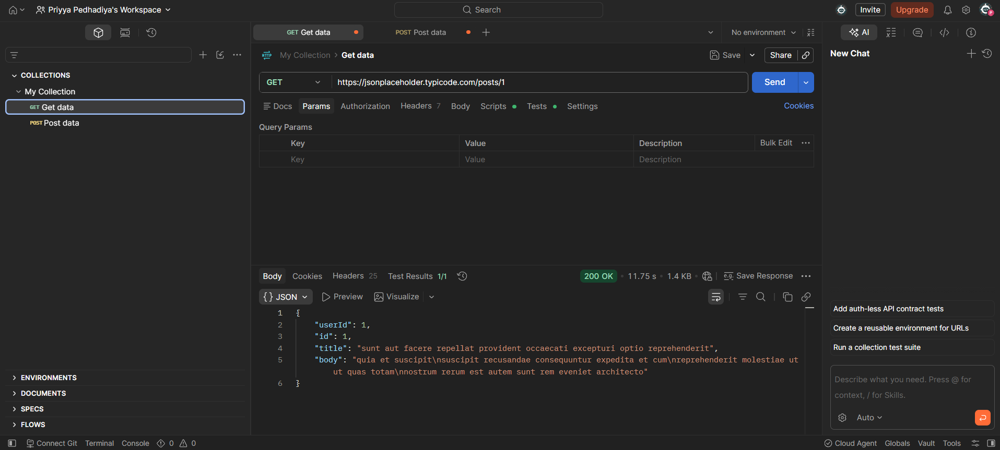 Priyya Pedhadiya's Workspace
Search
Invite
Upgrade
P
GET Get data
POST Post data
No environment
AI
My Collection > Get data
Save
Share
New Chat
COLLECTIONS
My Collection
GET Get data
POST Post data
GET https://jsonplaceholder.typicode.com/posts/1
Send
Docs Params Authorization Headers 7 Body Scripts Tests Settings
Cookies
Query Params
Key Value Description Bulk Edit
Key Value Description
Body Cookies Headers 25 Test Results 1/1
200 OK • 11.75 s • 1.4 KB •
e.g. Save Response
{} JSON Preview Visualize
1 {
2 "userId": 1,
3 "id": 1,
4 "title": "sunt aut facere repellat provident occaecati excepturi optio reprehenderit",
5 "body": "quia et suscipit\nsuscipit recusandae consequuntur expedita et cum\nreprehenderit molestiae ut
ut quas totam\nnostrum rerum est autem sunt rem eveniet architecto"
6 }
Add auth-less API contract tests
Create a reusable environment for URLs
Run a collection test suite
Describe what you need. Press @ for
context, / for Skills.
Auto
ENVIRONMENTS
DOCUMENTS
SPECS
FLOWS
Connect Git Terminal Console 0 0
Cloud Agent Globals Vault Tools